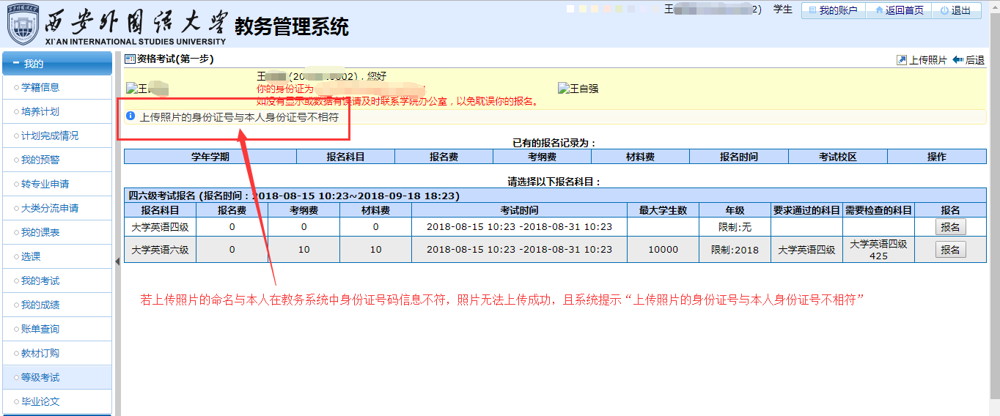 西安外国语大学 教务管理系统
XI'AN INTERNATIONAL STUDIES UNIVERSITY
王 2) 学生 我的账户 返回首页 退出
我的
学籍信息
培养计划
计划完成情况
我的预警
转专业申请
大类分流申请
我的课表
选课
我的考试
我的成绩
账单查询
教材订购
等级考试
毕业论文
资格考试(第一步) 上传照片 后退
王 (20 002)，您好
王 你的身份证为 王自强
如没有显示或数据有误请及时联系学院办公室，以免耽误你的报名。
上传照片的身份证号与本人身份证号不相符
已有的报名记录为：
学年学期 报名科目 报名费 考纲费 材料费 报名时间 考试校区 操作
请选择以下报名科目：
四六级考试报名 (报名时间：2018-08-15 10:23~2018-09-18 18:23)
报名科目 报名费 考纲费 材料费 考试时间 最大学生数 年级 要求通过的科目 需要检查的科目 报名
大学英语四级 0 0 0 2018-08-15 10:23 -2018-08-31 10:23 限制:无 报名
大学英语六级 0 10 10 2018-08-15 10:23 -2018-08-31 10:23 10000 限制:2018 大学英语四级 大学英语四级 报名
425
若上传照片的命名与本人在教务系统中身份证号码信息不符，照片无法上传成功，且系统提示“上传照片的身份证号与本人身份证号不相符”